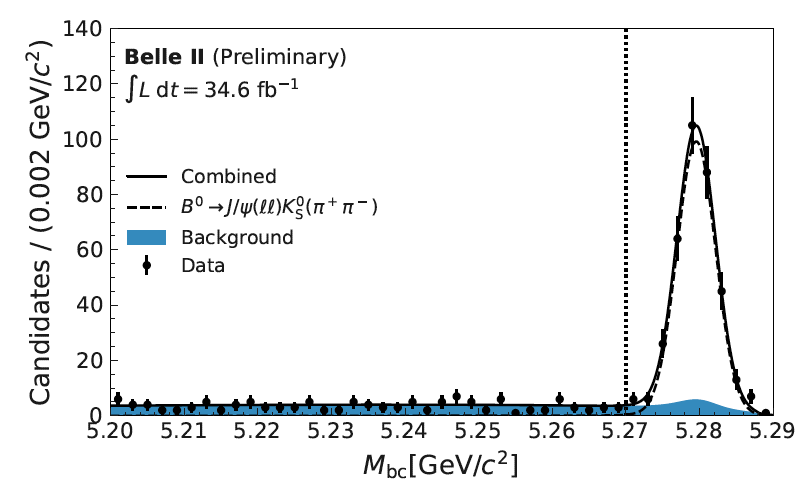 Candidates / (0.002 GeV/c²)
140
120
100
80
60
40
20
0
Belle II (Preliminary)
∫L dt = 34.6 fb⁻¹
Combined
B⁰ → J/ψ(ℓℓ)K⁰_S(π⁺π⁻)
Background
Data
5.20 5.21 5.22 5.23 5.24 5.25 5.26 5.27 5.28 5.29
M_bc[GeV/c²]